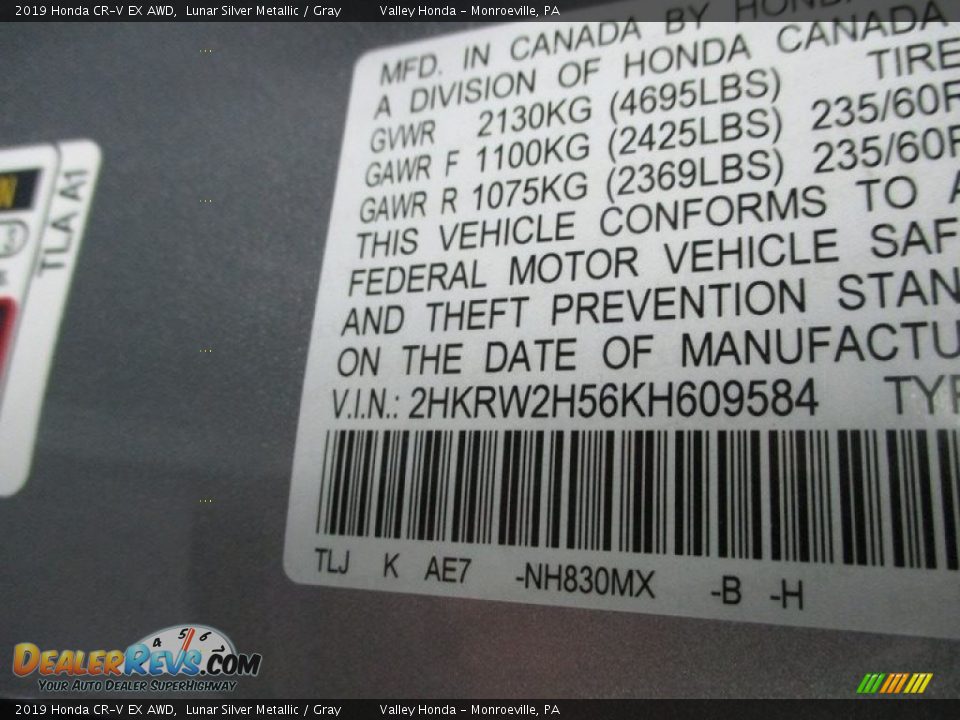 2019 Honda CR-V EX AWD, Lunar Silver Metallic / Gray Valley Honda - Monroeville, PA
MFD. IN CANADA BY
A DIVISION OF HONDA CANADA
GVWR 2130KG (4695LBS) TIRE
GAWR F 1100KG (2425LBS) 235/60R
GAWR R 1075KG (2369LBS) 235/60R
THIS VEHICLE CONFORMS TO A
FEDERAL MOTOR VEHICLE SAF
AND THEFT PREVENTION STAN
ON THE DATE OF MANUFACTU
V.I.N.: 2HKRW2H56KH609584 TYP
TLJ K AE7 -NH830MX -B -H
TLA A1
4 5 6
DEALERREVS.COM
YOUR AUTO DEALER SUPERHIGHWAY
2019 Honda CR-V EX AWD, Lunar Silver Metallic / Gray Valley Honda - Monroeville, PA